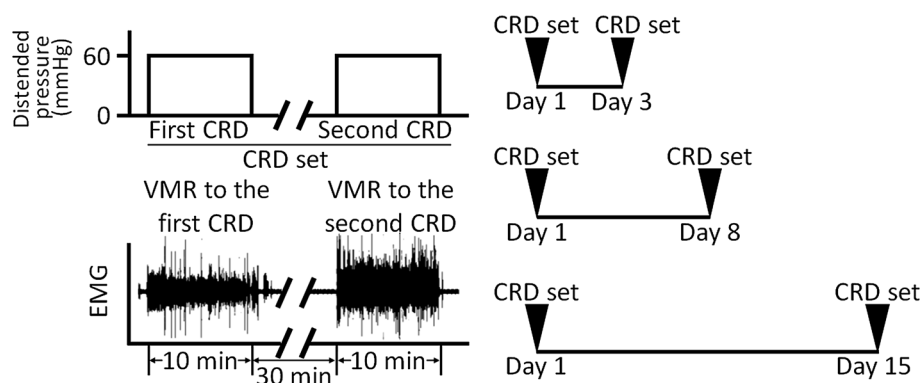 Distended
pressure
(mmHg)
60
0
First CRD
Second CRD
CRD set
VMR to the
first CRD
VMR to the
second CRD
EMG
10 min
30 min
10 min
CRD set
CRD set
Day 1
Day 3
CRD set
CRD set
Day 1
Day 8
CRD set
CRD set
Day 1
Day 15